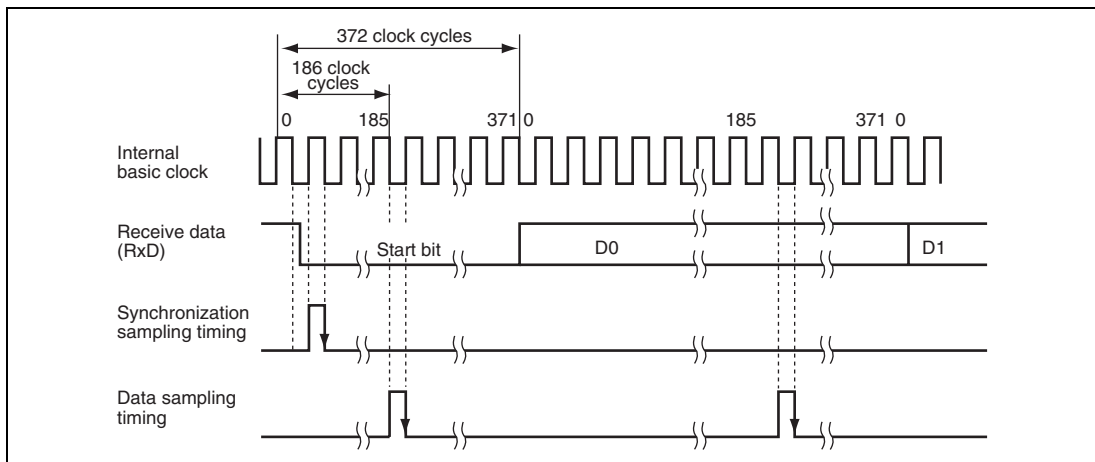 372 clock cycles
186 clock
cycles
0 185 371 0 185 371 0
Internal
basic clock
Receive data
(RxD)
Start bit D0 D1
Synchronization
sampling timing
Data sampling
timing